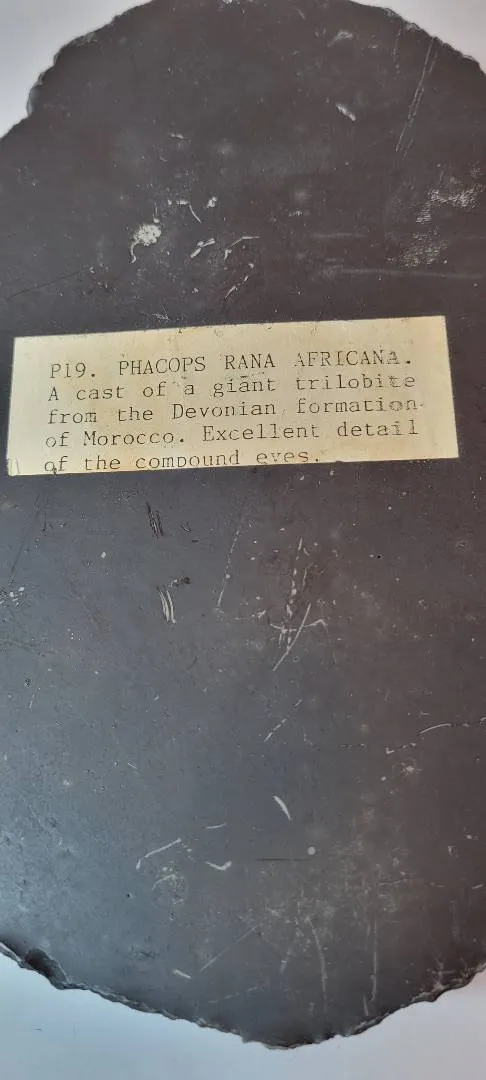 P19. PHACOPS RANA AFRICANA.
A cast of a giant trilobite
from the Devonian formation
of Morocco. Excellent detail
of the compound eyes.